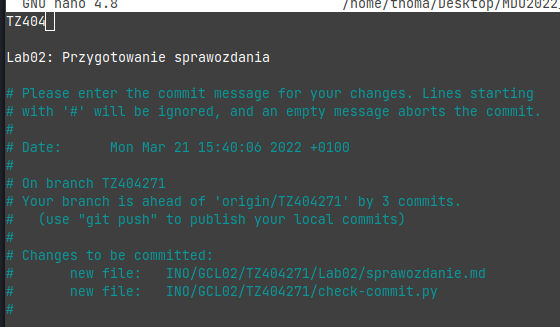 GNU nano 4.8 /home/thoma/Desktop/MDO2022/
TZ404
Lab02: Przygotowanie sprawozdania
# Please enter the commit message for your changes. Lines starting
# with '#' will be ignored, and an empty message aborts the commit.
#
# Date:      Mon Mar 21 15:40:06 2022 +0100
#
# On branch TZ404271
# Your branch is ahead of 'origin/TZ404271' by 3 commits.
#   (use "git push" to publish your local commits)
#
# Changes to be committed:
#       new file:   INO/GCL02/TZ404271/Lab02/sprawozdanie.md
#       new file:   INO/GCL02/TZ404271/check-commit.py
#